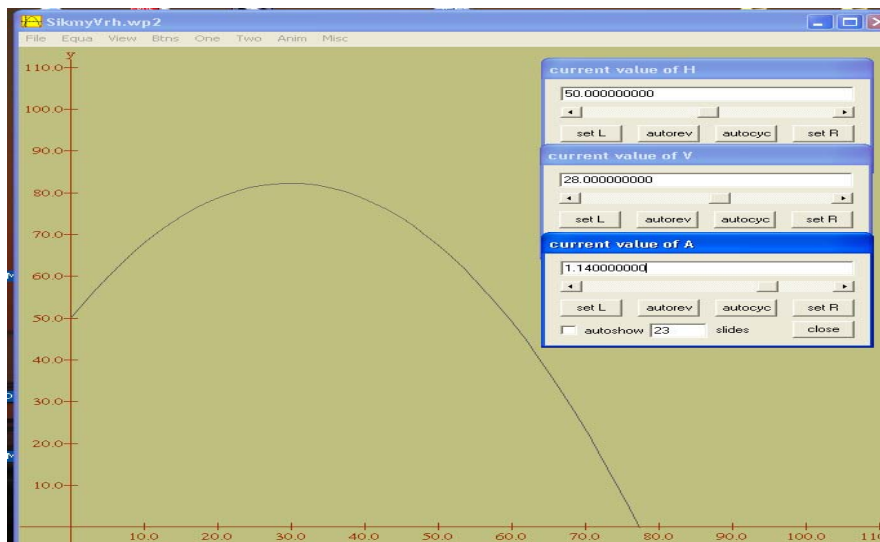 SikmyVrh.wp2
File Equa View Btns One Two Anim Misc
y
110.0
100.0
90.0
80.0
70.0
60.0
50.0
40.0
30.0
20.0
10.0
10.0 20.0 30.0 40.0 50.0 60.0 70.0 80.0 90.0 100.0 110
current value of H
50.000000000
set L autorev autocyc set R
current value of V
28.000000000
set L autorev autocyc set R
current value of A
1.140000000
set L autorev autocyc set R
autoshow 23 slides close